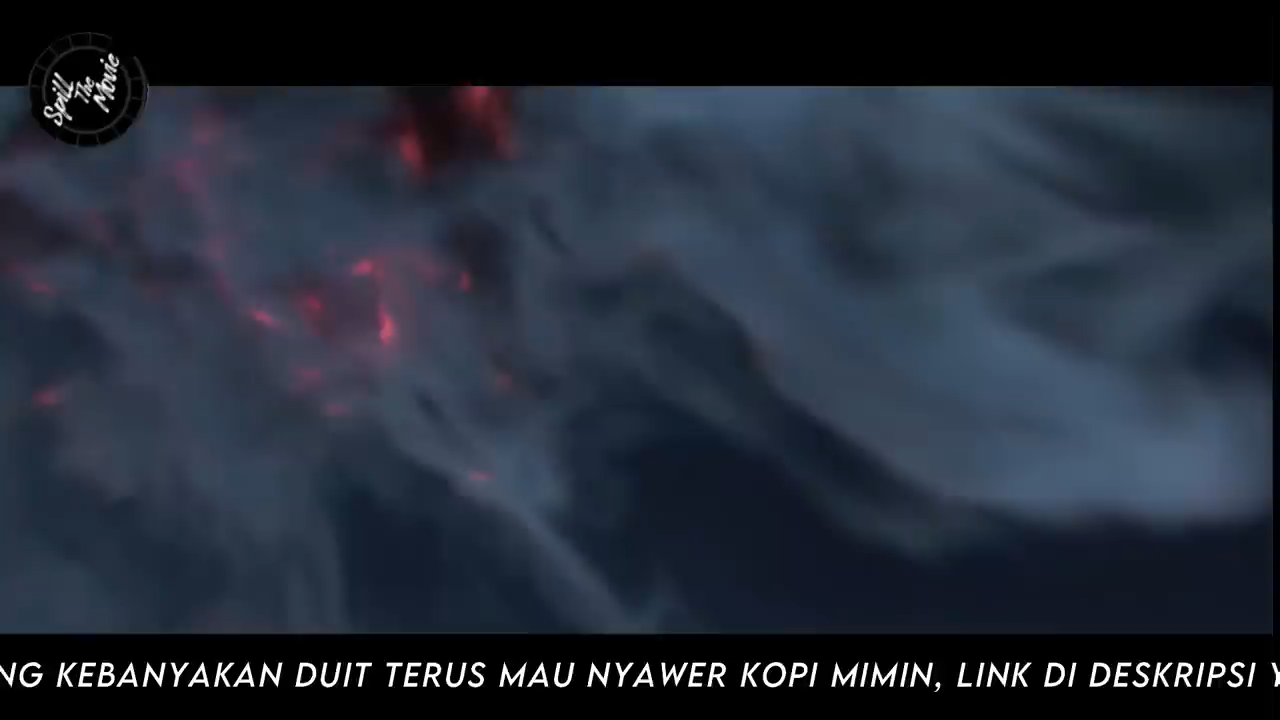 Spill
The
Movie
NG KEBANYAKAN DUIT TERUS MAU NYAWER KOPI MIMIN, LINK DI DESKRIPSI